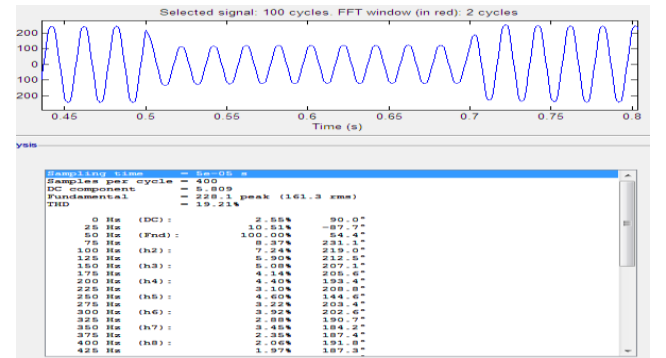 Selected signal: 100 cycles. FFT window (in red): 2 cycles
200
100
0
100
200
0.45 0.5 0.55 0.6 0.65 0.7 0.75 0.8
Time (s)
ysis
Sampling time = 5e-05 s
Samples per cycle = 400
DC component = 5.809
Fundamental = 228.1 peak (161.3 rms)
THD = 19.21%
0 Hz (DC): 2.55% 90.0°
25 Hz 10.51% -87.7°
50 Hz (Fnd): 100.00% 54.4°
75 Hz 8.37% 231.1°
100 Hz (h2): 7.24% 219.0°
125 Hz 5.90% 212.5°
150 Hz (h3): 5.08% 207.1°
175 Hz 4.14% 205.6°
200 Hz (h4): 4.40% 193.4°
225 Hz 3.10% 208.8°
250 Hz (h5): 4.60% 144.6°
275 Hz 3.22% 203.4°
300 Hz (h6): 3.92% 202.6°
325 Hz 2.88% 190.7°
350 Hz (h7): 3.45% 184.2°
375 Hz 2.35% 187.4°
400 Hz (h8): 2.06% 191.8°
425 Hz 1.97% 187.3°